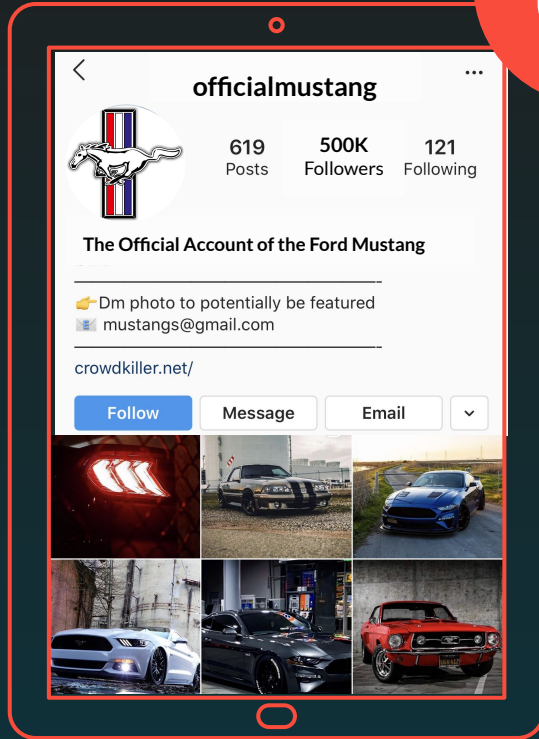 officialmustang
619 500K 121
Posts Followers Following
The Official Account of the Ford Mustang
👉Dm photo to potentially be featured
📧 mustangs@gmail.com
crowdkiller.net/
Follow Message Email